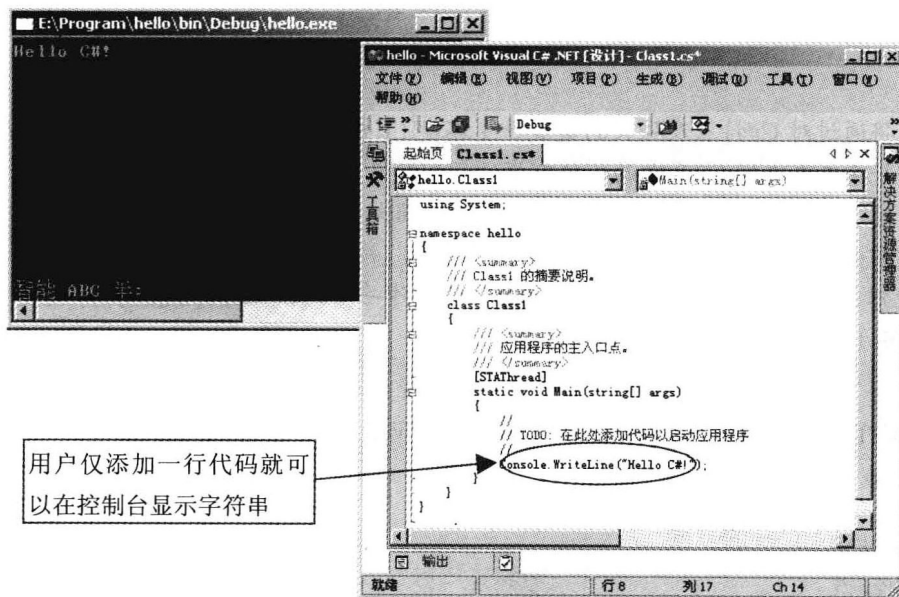 E:\Program\hello\bin\Debug\hello.exe
Hello C#!
智能 ABC 半:
hello - Microsoft Visual C# .NET [设计] - Class1.cs*
文件(F) 编辑(E) 视图(V) 项目(P) 生成(B) 调试(D) 工具(T) 窗口(W)
帮助(H)
Debug
起始页 Class1.cs*
hello.Class1
Main(string[] args)
工具箱
解决方案资源管理器
using System;
namespace hello
{
/// <summary>
/// Class1 的摘要说明。
/// </summary>
class Class1
{
/// <summary>
/// 应用程序的主入口点。
/// </summary>
[STAThread]
static void Main(string[] args)
{
//
// TODO: 在此处添加代码以启动应用程序
//
Console.WriteLine("Hello C#!");
}
}
}
用户仅添加一行代码就可
以在控制台显示字符串
输出
就绪
行 8
列 17
Ch 14